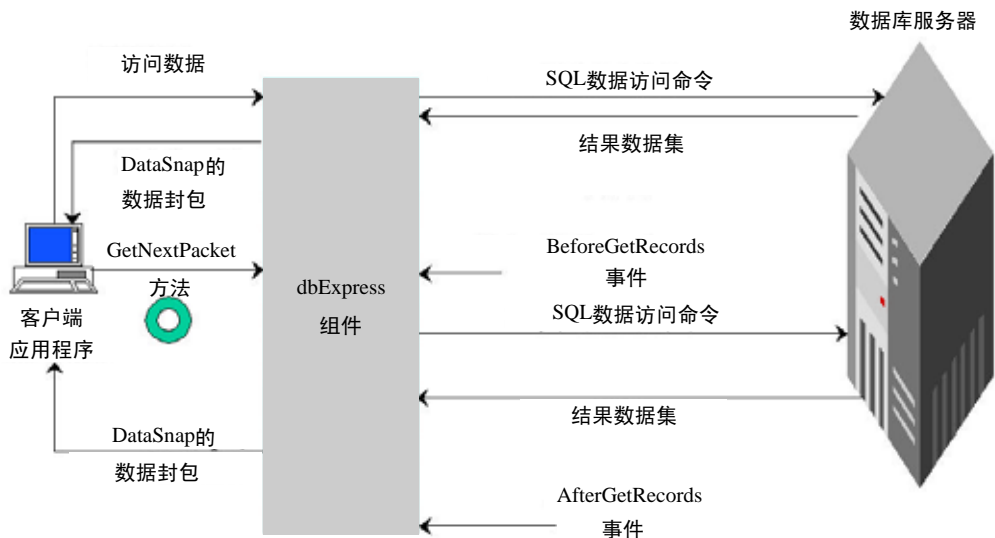 数据库服务器
访问数据
SQL数据访问命令
结果数据集
DataSnap的
数据封包
GetNextPacket
方法
BeforeGetRecords
事件
dbExpress
组件
SQL数据访问命令
客户端
应用程序
结果数据集
DataSnap的
数据封包
AfterGetRecords
事件